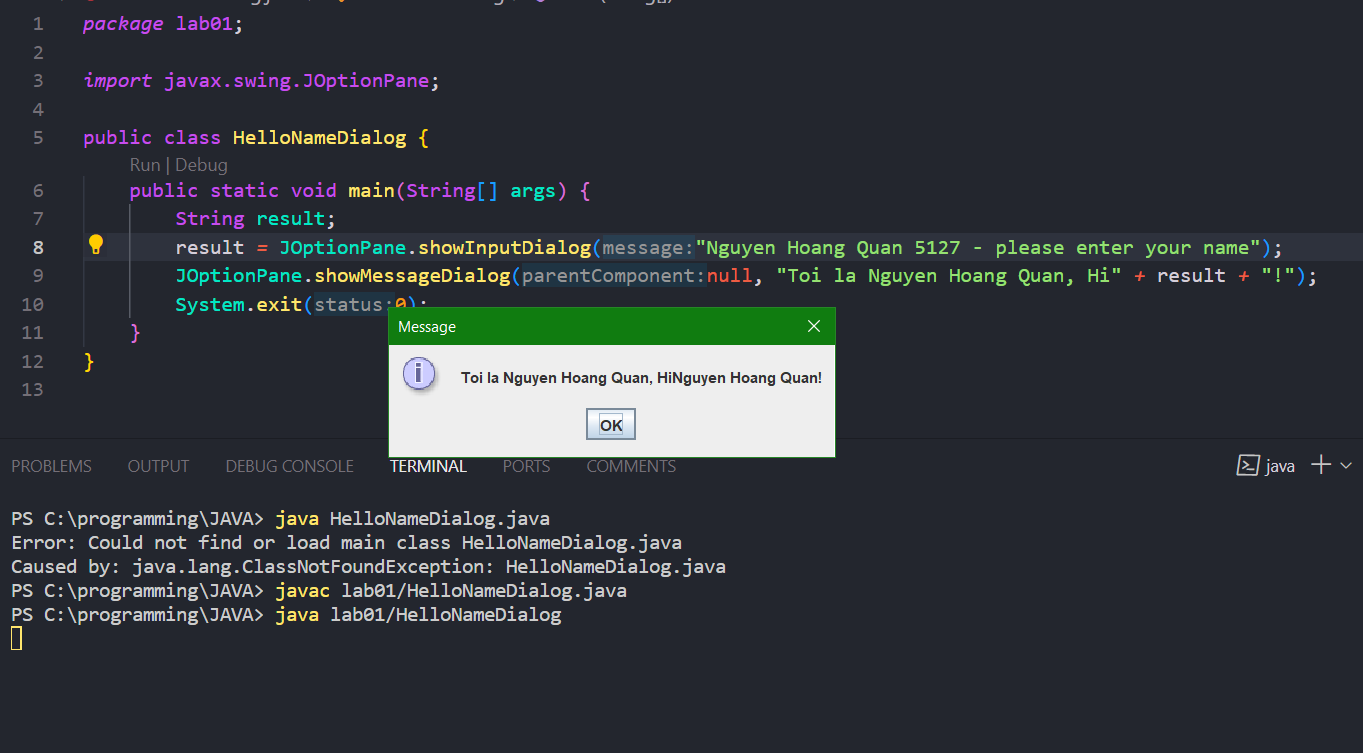 1 package lab01;
2
3 import javax.swing.JOptionPane;
4
5 public class HelloNameDialog {
Run | Debug
6 public static void main(String[] args) {
7 String result;
8 result = JOptionPane.showInputDialog(message:"Nguyen Hoang Quan 5127 - please enter your name");
9 JOptionPane.showMessageDialog(parentComponent:null, "Toi la Nguyen Hoang Quan, Hi" + result + "!");
10 System.exit(status:0);
11 }
12 }
13
Message
i
Toi la Nguyen Hoang Quan, HiNguyen Hoang Quan!
OK
PROBLEMS OUTPUT DEBUG CONSOLE TERMINAL PORTS COMMENTS java
PS C:\programming\JAVA> java HelloNameDialog.java
Error: Could not find or load main class HelloNameDialog.java
Caused by: java.lang.ClassNotFoundException: HelloNameDialog.java
PS C:\programming\JAVA> javac lab01/HelloNameDialog.java
PS C:\programming\JAVA> java lab01/HelloNameDialog